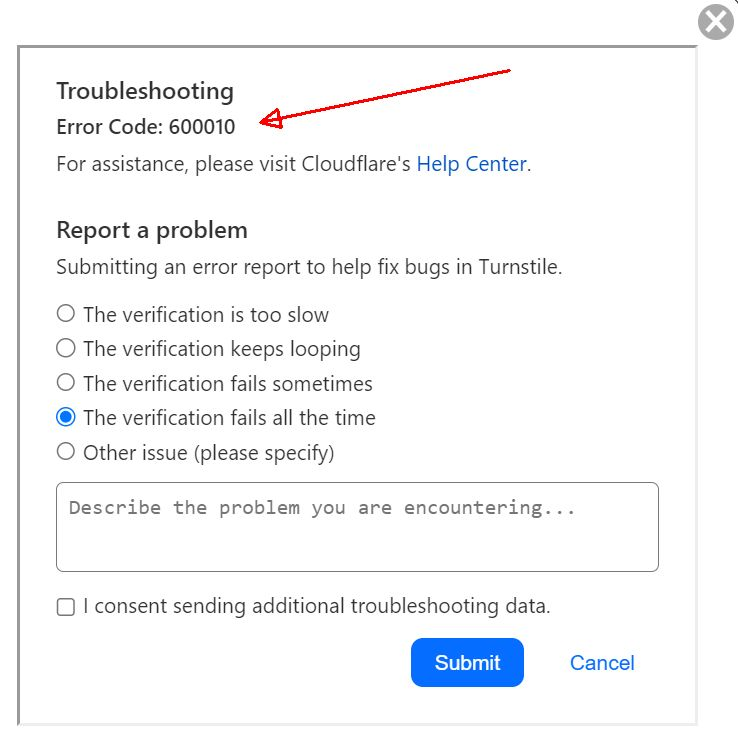 Troubleshooting
Error Code: 600010
For assistance, please visit Cloudflare's Help Center.
Report a problem
Submitting an error report to help fix bugs in Turnstile.
The verification is too slow
The verification keeps looping
The verification fails sometimes
The verification fails all the time
Other issue (please specify)
Describe the problem you are encountering...
I consent sending additional troubleshooting data.
Submit Cancel